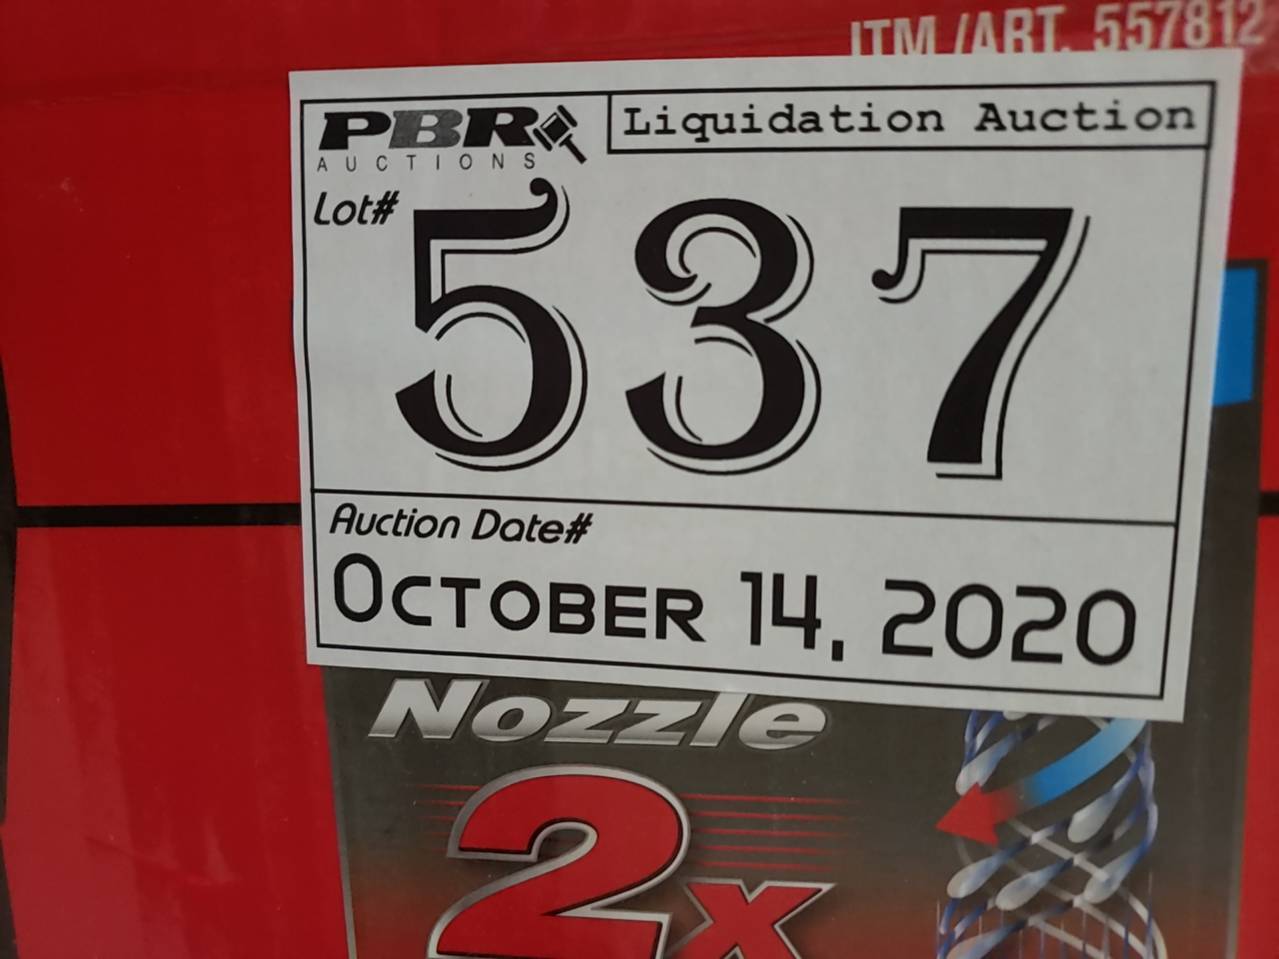 ITM /ART. 557812
PBR
AUCTIONS
Liquidation Auction
Lot#
537
Auction Date#
October 14, 2020
Nozzle
2x